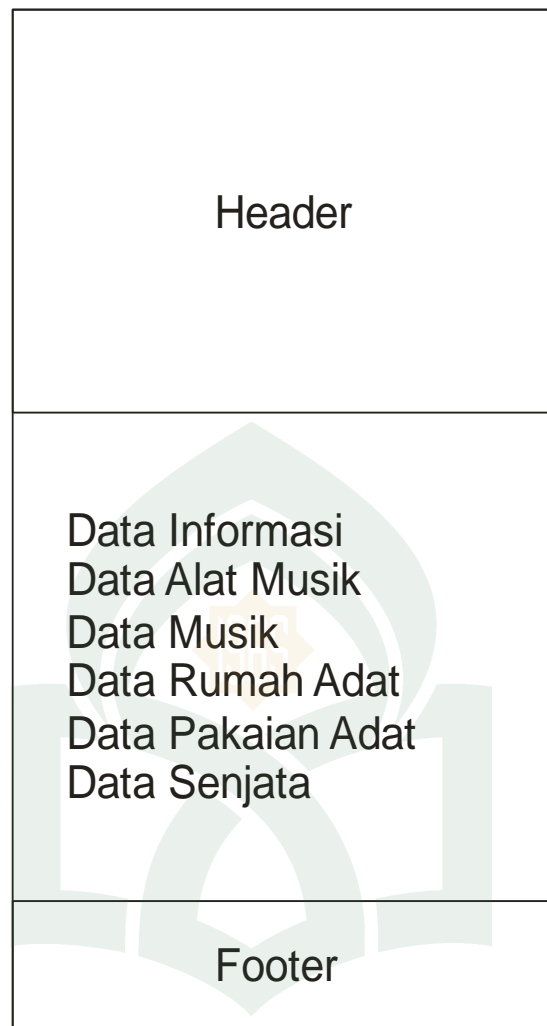 Header
Data Informasi
Data Alat Musik
Data Musik
Data Rumah Adat
Data Pakaian Adat
Data Senjata
Footer